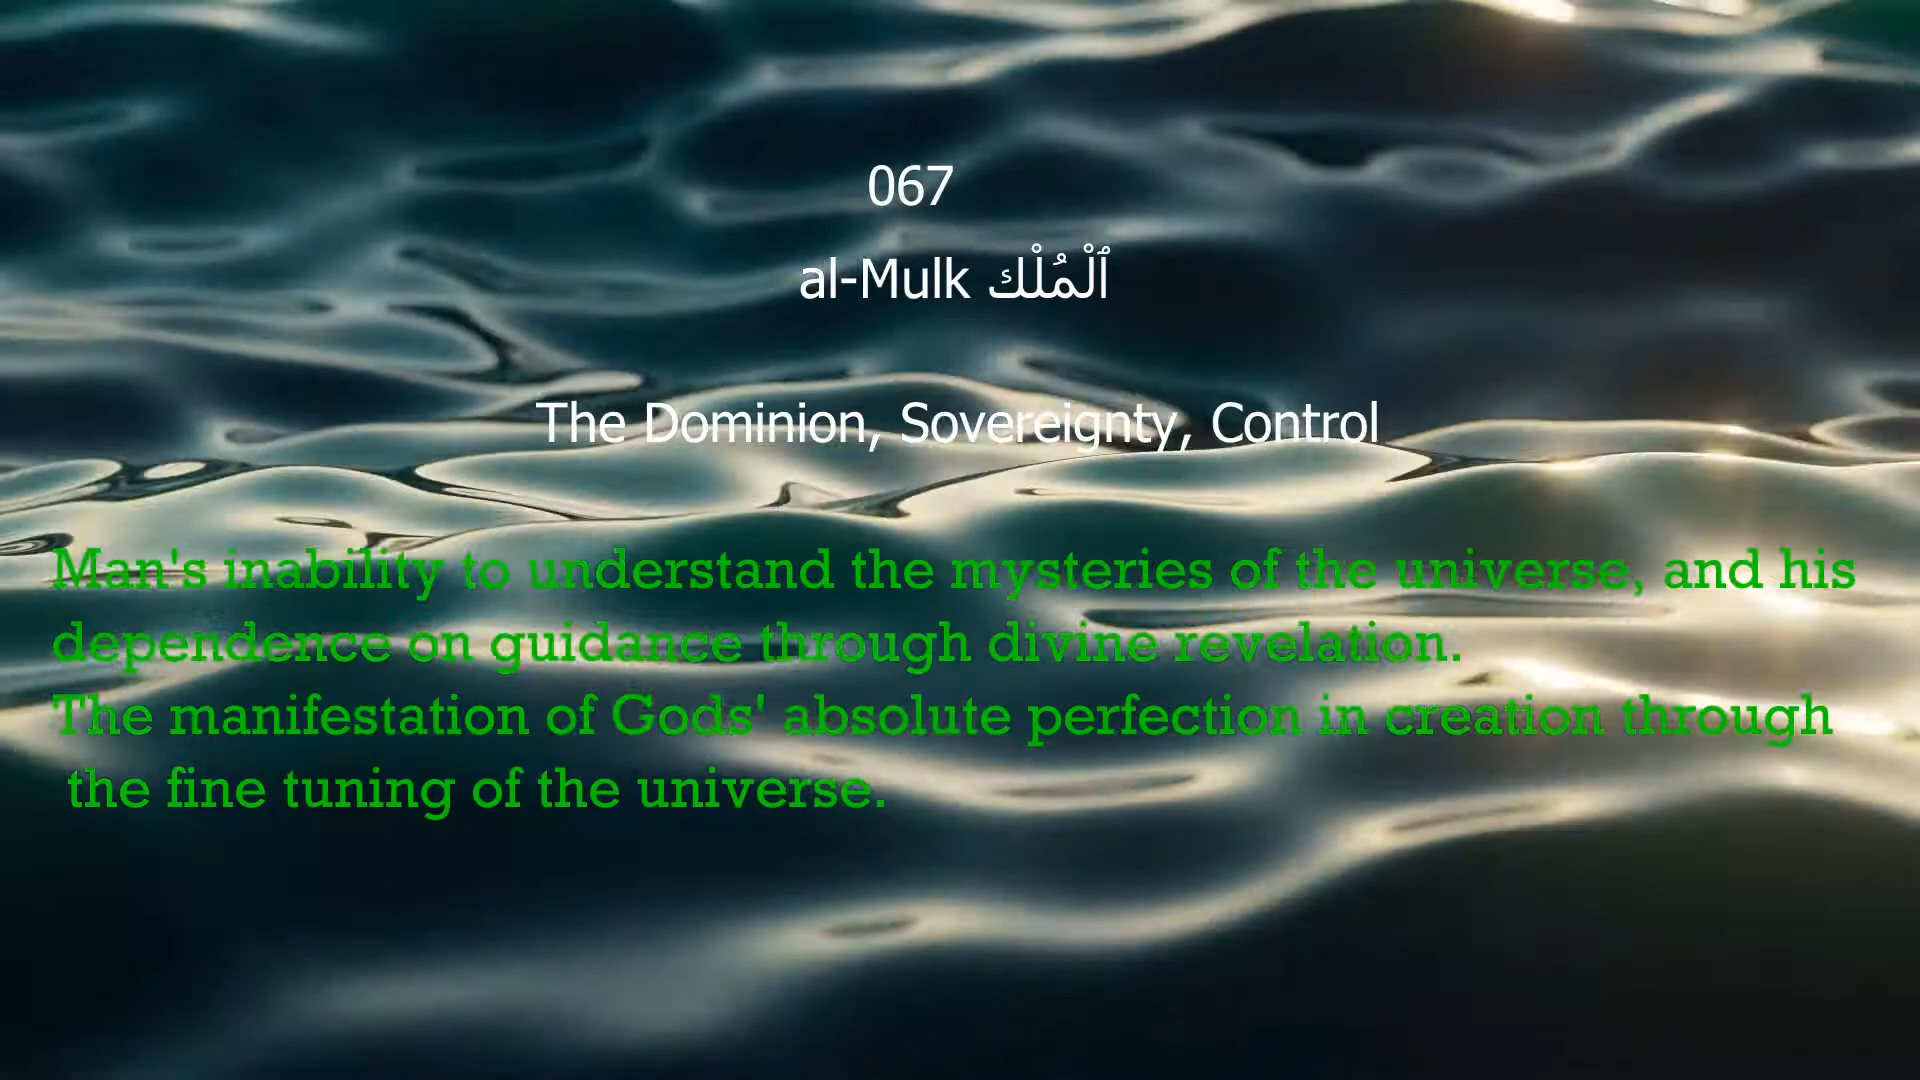 067
al-Mulk ٱلْمُلْك
The Dominion, Sovereignty, Control
Man's inability to understand the mysteries of the universe, and his
dependence on guidance through divine revelation.
The manifestation of Gods' absolute perfection in creation through
the fine tuning of the universe.